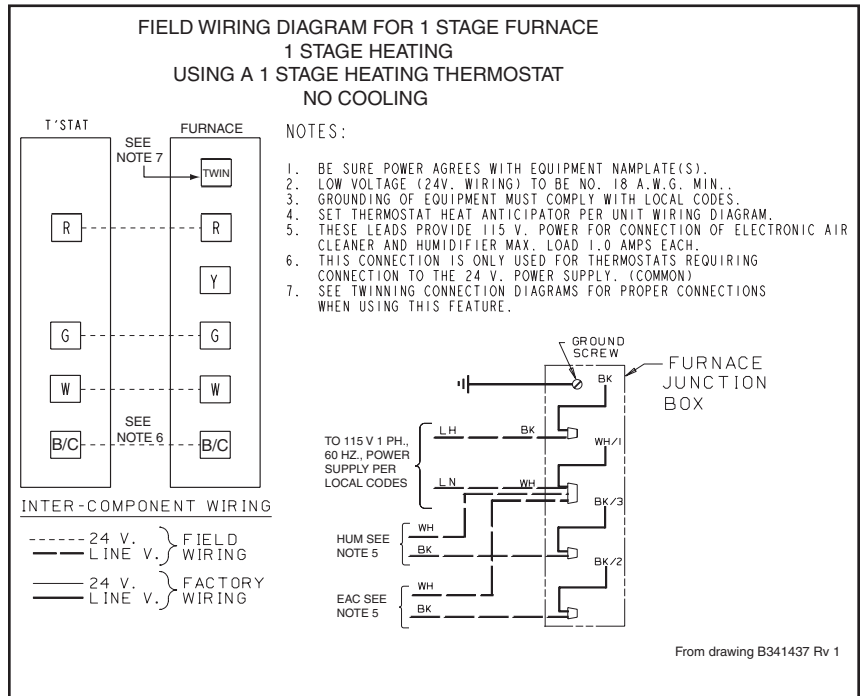 FIELD WIRING DIAGRAM FOR 1 STAGE FURNACE
1 STAGE HEATING
USING A 1 STAGE HEATING THERMOSTAT
NO COOLING
T'STAT
FURNACE
SEE
NOTE 7
TWIN
R
R
Y
G
G
W
W
SEE
NOTE 6
B/C
B/C
INTER-COMPONENT WIRING
24 V.
LINE V.
FIELD
WIRING
24 V.
LINE V.
FACTORY
WIRING
NOTES:
1. BE SURE POWER AGREES WITH EQUIPMENT NAMPLATE(S).
2. LOW VOLTAGE (24V. WIRING) TO BE NO. 18 A.W.G. MIN..
3. GROUNDING OF EQUIPMENT MUST COMPLY WITH LOCAL CODES.
4. SET THERMOSTAT HEAT ANTICIPATOR PER UNIT WIRING DIAGRAM.
5. THESE LEADS PROVIDE 115 V. POWER FOR CONNECTION OF ELECTRONIC AIR
CLEANER AND HUMIDIFIER MAX. LOAD 1.0 AMPS EACH.
6. THIS CONNECTION IS ONLY USED FOR THERMOSTATS REQUIRING
CONNECTION TO THE 24 V. POWER SUPPLY. (COMMON)
7. SEE TWINNING CONNECTION DIAGRAMS FOR PROPER CONNECTIONS
WHEN USING THIS FEATURE.
GROUND
SCREW
FURNACE
JUNCTION
BOX
BK
TO 115 V 1 PH.,
60 HZ., POWER
SUPPLY PER
LOCAL CODES
LH
BK
WH/1
LN
WH
BK/3
HUM SEE
NOTE 5
WH
BK
BK/2
EAC SEE
NOTE 5
WH
BK
From drawing B341437 Rv 1